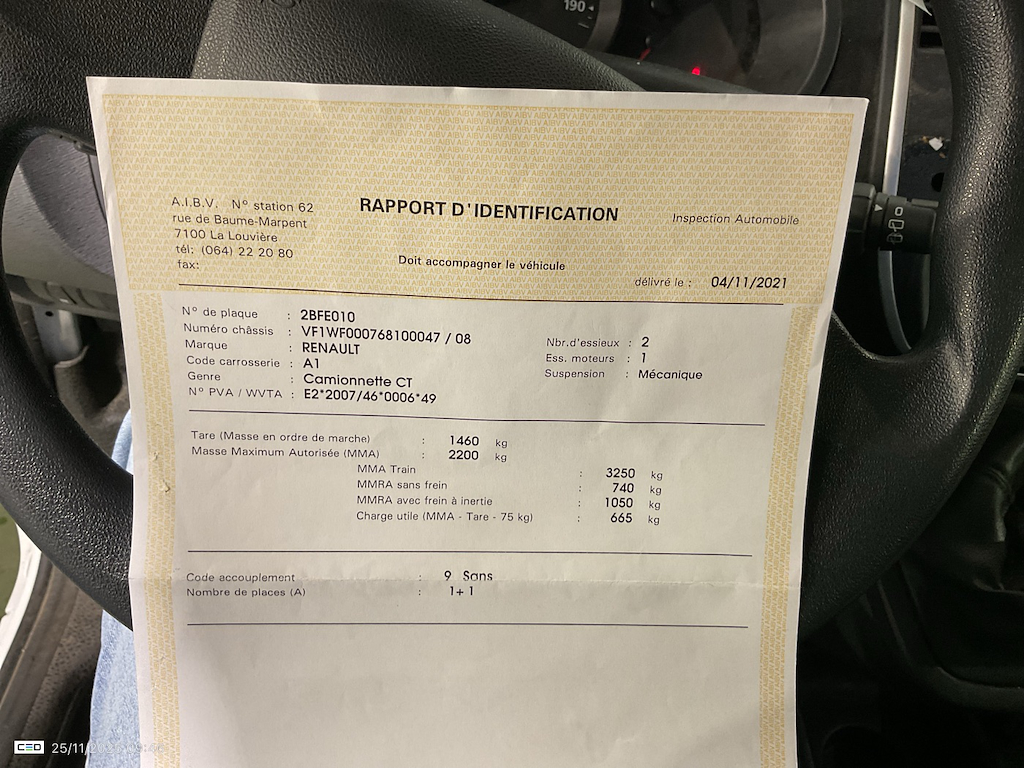 190
A.I.B.V. N° station 62
rue de Baume-Marpent
7100 La Louvière
tél: (064) 22 20 80
fax:
RAPPORT D'IDENTIFICATION
Doit accompagner le véhicule
Inspection Automobile
délivré le : 04/11/2021
N° de plaque : 2BFE010
Numéro châssis : VF1WF000768100047 / 08
Marque : RENAULT
Code carrosserie : A1
Genre : Camionnette CT
N° PVA / WVTA : E2*2007/46*0006*49
Nbr.d'essieux : 2
Ess. moteurs : 1
Suspension : Mécanique
Tare (Masse en ordre de marche) : 1460 kg
Masse Maximum Autorisée (MMA) : 2200 kg
MMA Train : 3250 kg
MMRA sans frein : 740 kg
MMRA avec frein à inertie : 1050 kg
Charge utile (MMA - Tare - 75 kg) : 665 kg
Code accouplement : 9 Sans
Nombre de places (A) : 1+1
CEO 25/11/